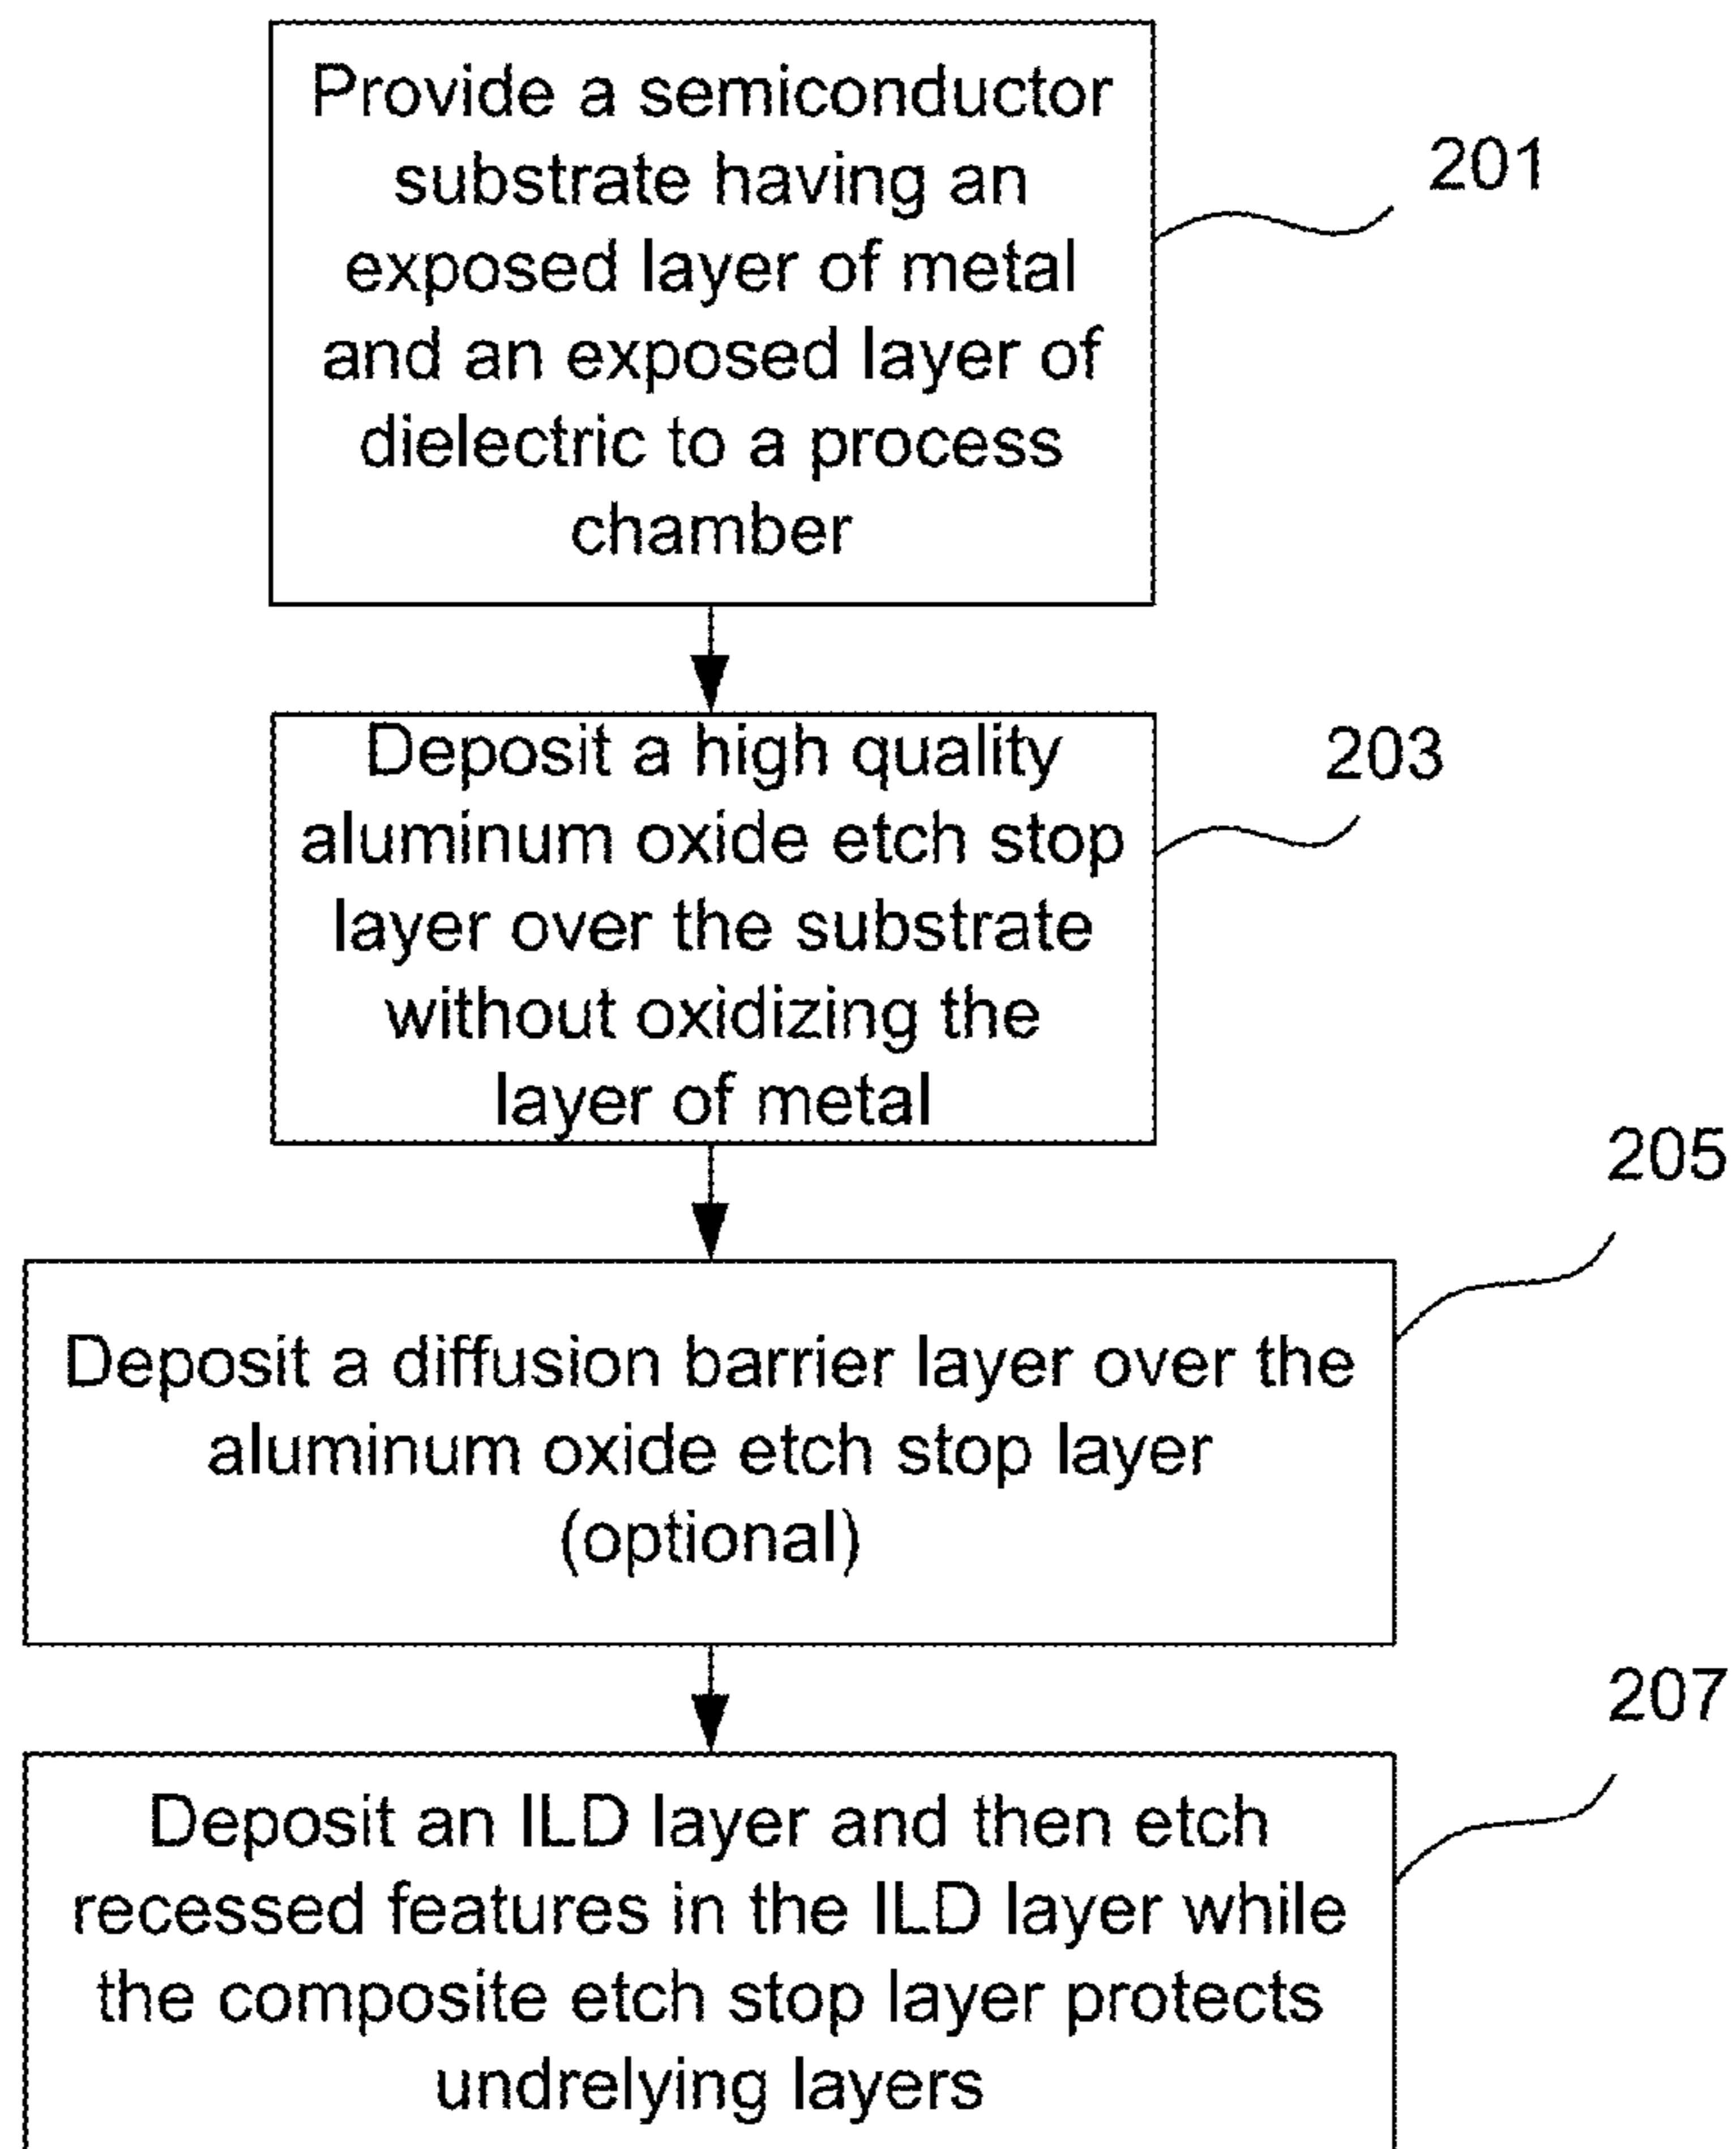 Provide a semiconductor
substrate having an
exposed layer of metal
and an exposed layer of
dielectric to a process
chamber
201
Deposit a high quality
aluminum oxide etch stop
layer over the substrate
without oxidizing the
layer of metal
203
Deposit a diffusion barrier layer over the
aluminum oxide etch stop layer
(optional)
205
Deposit an ILD layer and then etch
recessed features in the ILD layer while
the composite etch stop layer protects
undrelying layers
207